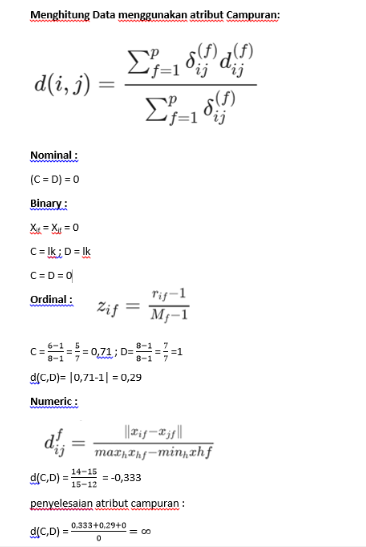 Menghitung Data menggunakan atribut Campuran:
d(i, j) = \frac{\sum_{f=1}^{p} \delta_{ij}^{(f)} d_{ij}^{(f)}}{\sum_{f=1}^{p} \delta_{ij}^{(f)}}
Nominal :
(C = D) = 0
Binary :
X_{if} = X_{jf} = 0
C = lk ; D = lk
C = D = 0
Ordinal : z_{if} = \frac{r_{if}-1}{M_f-1}
C = \frac{6-1}{8-1} = \frac{5}{7} = 0,71 ; D= \frac{8-1}{8-1} = \frac{7}{7} =1
d(C,D)= |0,71-1| = 0,29
Numeric :
d_{ij}^{f} = \frac{||x_{if}-x_{jf}||}{max_h x_{hf}-min_h xhf}
d(C,D) = \frac{14-15}{15-12} = -0,333
penyelesaian atribut campuran :
d(C,D) = \frac{0.333+0.29+0}{0} = ∞